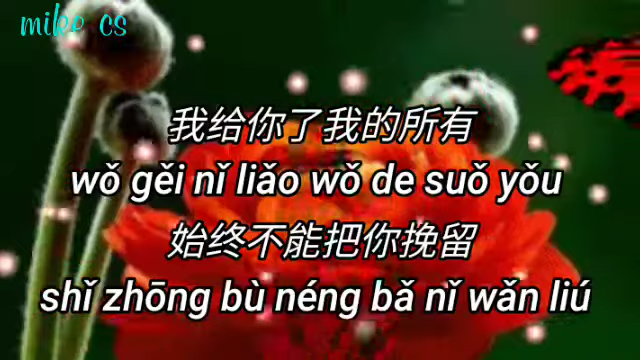 mike cs
我给你了我的所有
wǒ gěi nǐ liǎo wǒ de suǒ yǒu
始终不能把你挽留
shǐ zhōng bù néng bǎ nǐ wǎn liú